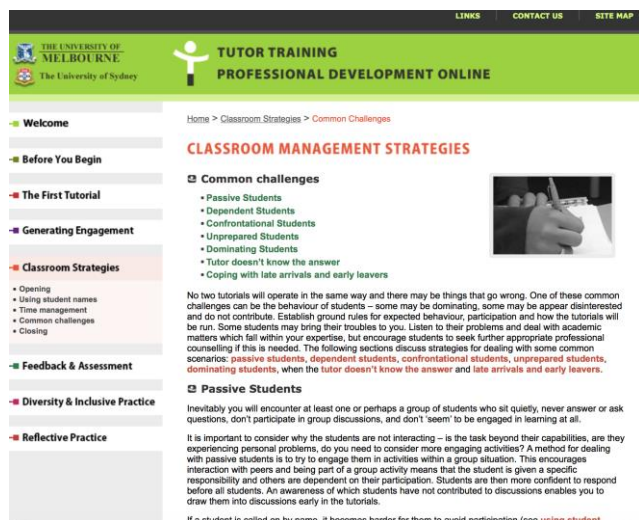 LINKS CONTACT US SITE MAP
THE UNIVERSITY OF
MELBOURNE
The University of Sydney
TUTOR TRAINING
PROFESSIONAL DEVELOPMENT ONLINE
Welcome
Before You Begin
The First Tutorial
Generating Engagement
Classroom Strategies
• Opening
• Using student names
• Time management
• Common challenges
• Closing
Feedback & Assessment
Diversity & Inclusive Practice
Reflective Practice
Home > Classroom Strategies > Common Challenges
CLASSROOM MANAGEMENT STRATEGIES
Common challenges
• Passive Students
• Dependent Students
• Confrontational Students
• Unprepared Students
• Dominating Students
• Tutor doesn't know the answer
• Coping with late arrivals and early leavers
No two tutorials will operate in the same way and there may be things that go wrong. One of these common
challenges can be the behaviour of students – some may be dominating, some may be appear disinterested
and do not contribute. Establish ground rules for expected behaviour, participation and how the tutorials will
be run. Some students may bring their troubles to you. Listen to their problems and deal with academic
matters which fall within your expertise, but encourage students to seek further appropriate professional
counselling if this is needed. The following sections discuss strategies for dealing with some common
scenarios: passive students, dependent students, confrontational students, unprepared students,
dominating students, when the tutor doesn't know the answer and late arrivals and early leavers.
Passive Students
Inevitably you will encounter at least one or perhaps a group of students who sit quietly, never answer or ask
questions, don't participate in group discussions, and don't 'seem' to be engaged in learning at all.
It is important to consider why the students are not interacting – is the task beyond their capabilities, are they
experiencing personal problems, do you need to consider more engaging activities? A method for dealing
with passive students is to try to engage them in activities within a group situation. This encourages
interaction with peers and being part of a group activity means that the student is given a specific
responsibility and others are dependent on their participation. Students are then more confident to respond
before all students. An awareness of which students have not contributed to discussions enables you to
draw them into discussions early in the tutorials.
If a student is called on by name, it becomes harder for them to avoid participation (see using student